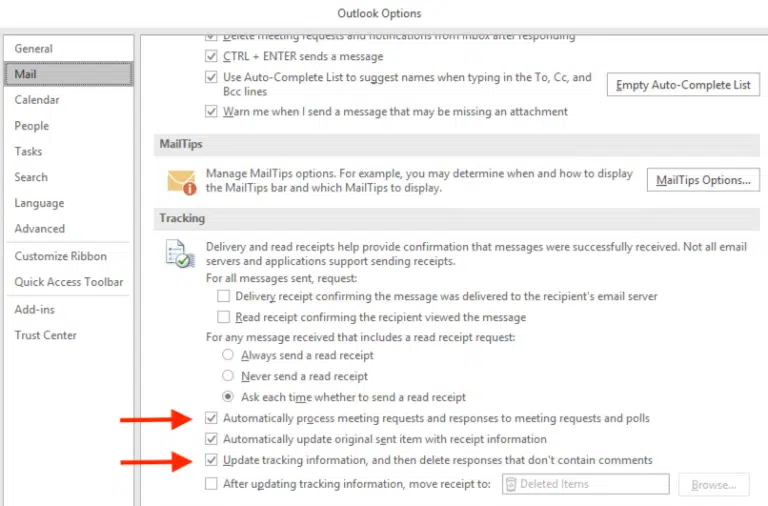 Outlook Options
General
Mail
Calendar
People
Tasks
Search
Language
Advanced
Customize Ribbon
Quick Access Toolbar
Add-ins
Trust Center
Delete meeting requests and notifications from Inbox after responding
CTRL + ENTER sends a message
Use Auto-Complete List to suggest names when typing in the To, Cc, and
Bcc lines
Empty Auto-Complete List
Warn me when I send a message that may be missing an attachment
MailTips
Manage MailTips options. For example, you may determine when and how to display
the MailTips bar and which MailTips to display.
MailTips Options...
Tracking
Delivery and read receipts help provide confirmation that messages were successfully received. Not all email
servers and applications support sending receipts.
For all messages sent, request:
Delivery receipt confirming the message was delivered to the recipient's email server
Read receipt confirming the recipient viewed the message
For any message received that includes a read receipt request:
Always send a read receipt
Never send a read receipt
Ask each time whether to send a read receipt
Automatically process meeting requests and responses to meeting requests and polls
Automatically update original sent item with receipt information
Update tracking information, and then delete responses that don't contain comments
After updating tracking information, move receipt to:
Deleted Items
Browse...